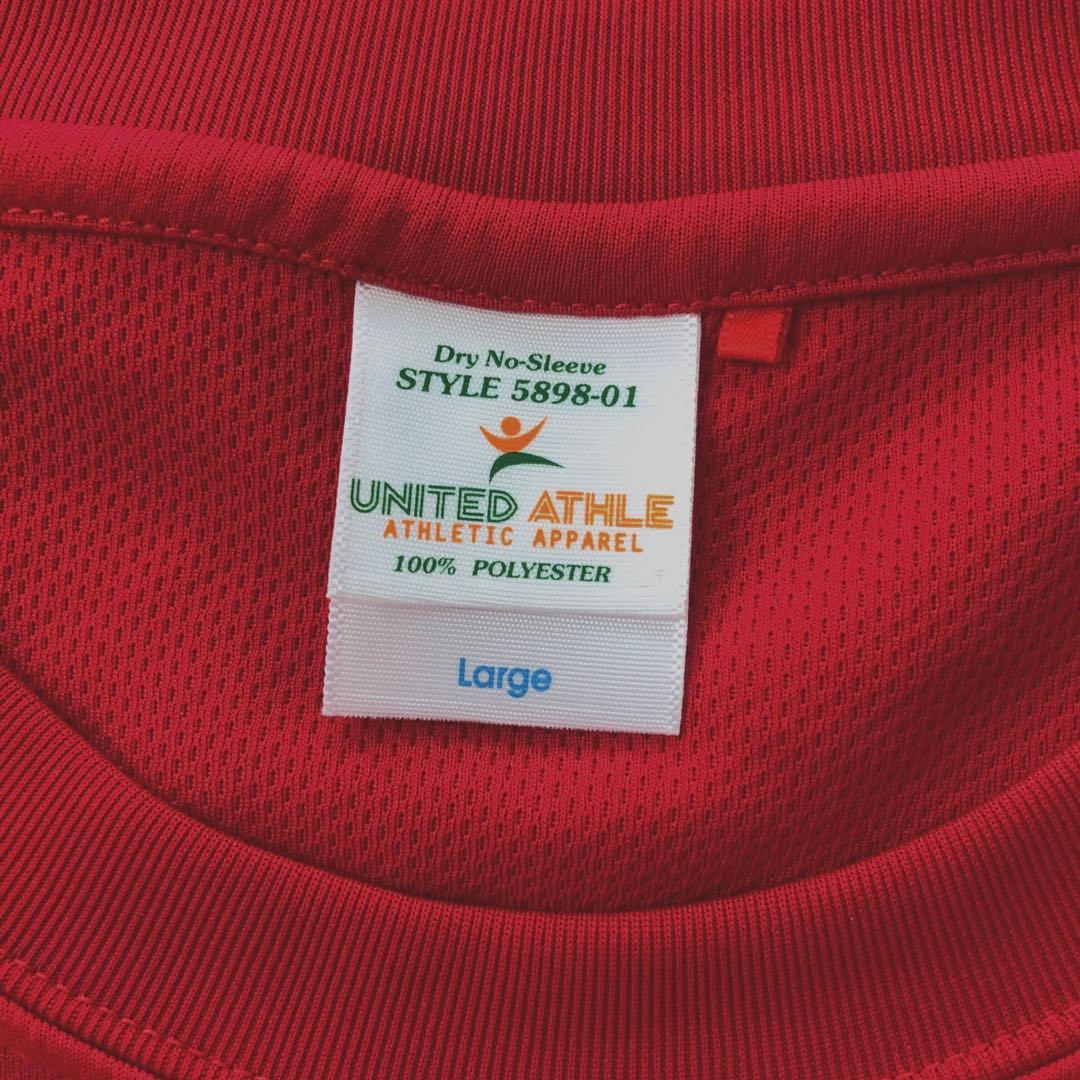 Dry No-Sleeve
STYLE 5898-01
UNITED ATHLE
ATHLETIC APPAREL
100% POLYESTER
Large